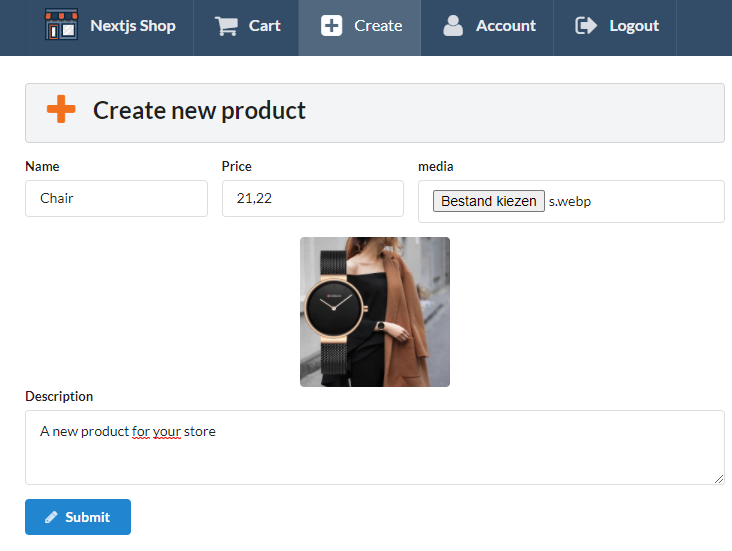 Nextjs Shop Cart Create Account Logout
Create new product
Name Price media
Chair 21,22 Bestand kiezen s.webp
Description
A new product for your store
Submit